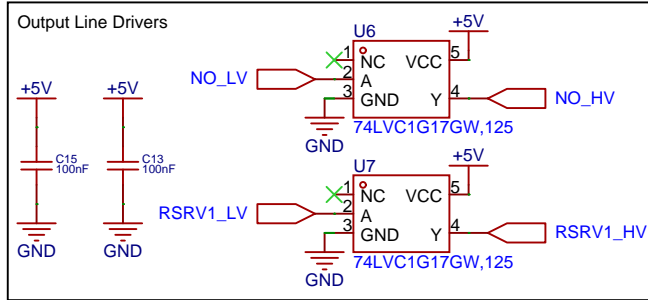 Output Line Drivers
+5V
C15
100nF
GND
+5V
C13
100nF
GND
U6
+5V
1 NC VCC 5
NO_LV 2 A
3 GND Y 4 NO_HV
GND
74LVC1G17GW,125
U7
+5V
1 NC VCC 5
RSRV1_LV 2 A
3 GND Y 4 RSRV1_HV
GND
74LVC1G17GW,125